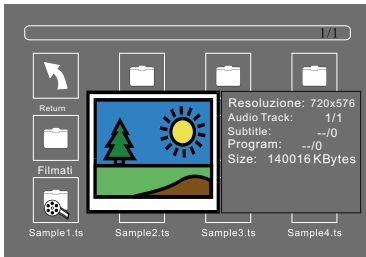 1/1
Return
Resoluzione: 720x576
Audio Track: 1/1
Subtitle: --/0
Program: --/0
Size: 140016 KBytes
Filmati
Sample1.ts Sample2.ts Sample3.ts Sample4.ts